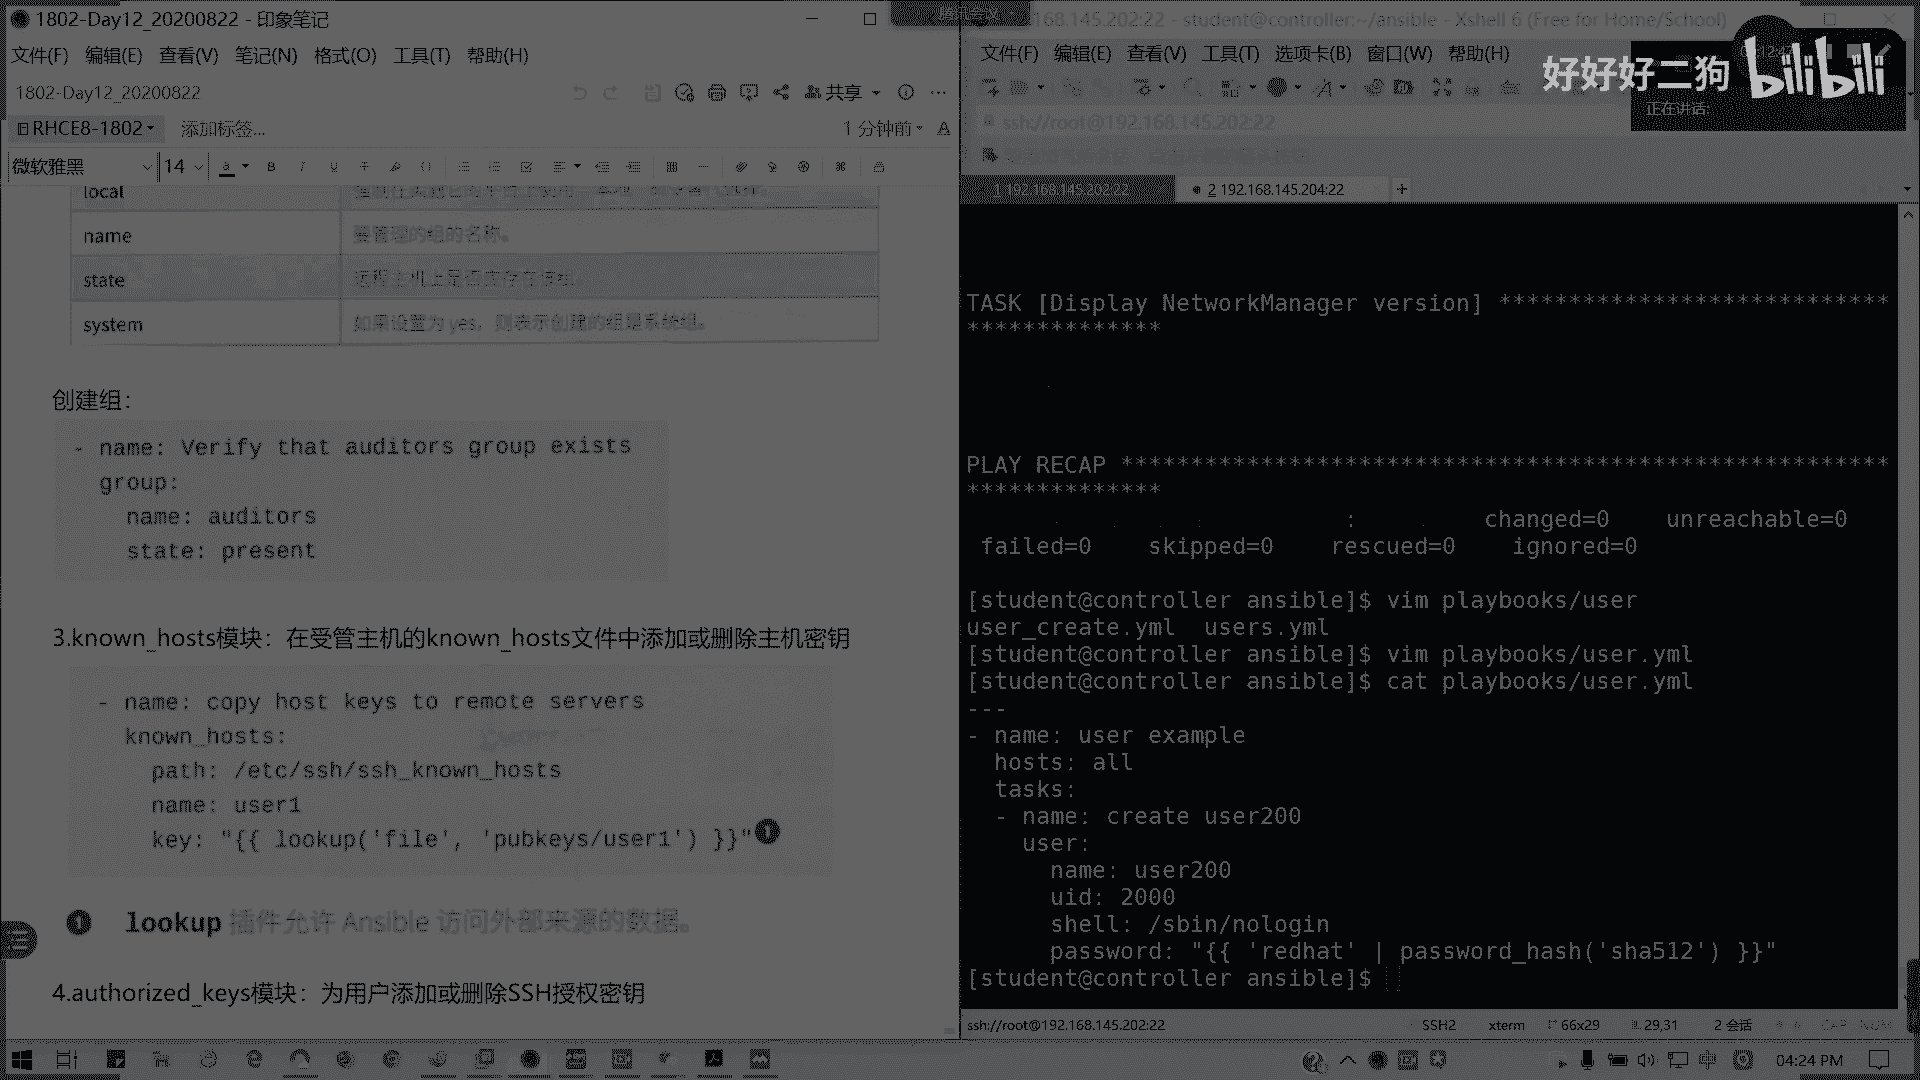 1802-Day12_20200822 - 印象笔记
文件(F) 编辑(E) 查看(V) 笔记(N) 格式(O) 工具(T) 帮助(H)
1802-Day12_20200822
共享
RHCE8-1802 添加标签...
1 分钟前
微软雅黑 14
local
name 要管理的组的名称。
state 远程主机上是否应存在该组。
system 如果设置为 yes，则表示创建的组是系统组。
创建组：
- name: Verify that auditors group exists
group:
name: auditors
state: present
3.known_hosts模块：在受管主机的known_hosts文件中添加或删除主机密钥
- name: copy host keys to remote servers
known_hosts:
path: /etc/ssh/ssh_known_hosts
name: user1
key: "{{ lookup('file', 'pubkeys/user1') }}" 1
1 lookup 插件允许 Ansible 访问外部来源的数据。
4.authorized_keys模块：为用户添加或删除SSH授权密钥
168.145.202:22 - student@controller:~/ansible - Xshell 6 (Free for Home/School)
文件(F) 编辑(E) 查看(V) 工具(T) 选项卡(B) 窗口(W) 帮助(H)
好好好二狗 bilibili
正在讲话:
ssh://root@192.168.145.202:22
1 192.168.145.202:22 2 192.168.145.204:22 +
TASK [Display NetworkManager version] ****************************
**************
PLAY RECAP ********************************************************
**************
: changed=0 unreachable=0
failed=0 skipped=0 rescued=0 ignored=0
[student@controller ansible]$ vim playbooks/user
user_create.yml users.yml
[student@controller ansible]$ vim playbooks/user.yml
[student@controller ansible]$ cat playbooks/user.yml
---
- name: user example
hosts: all
tasks:
- name: create user200
user:
name: user200
uid: 2000
shell: /sbin/nologin
password: "{{ 'redhat' | password_hash('sha512') }}"
[student@controller ansible]$
ssh://root@192.168.145.202:22 SSH2 xterm 66x29 29,31 2 会话 CAP NUM
中 04:24 PM